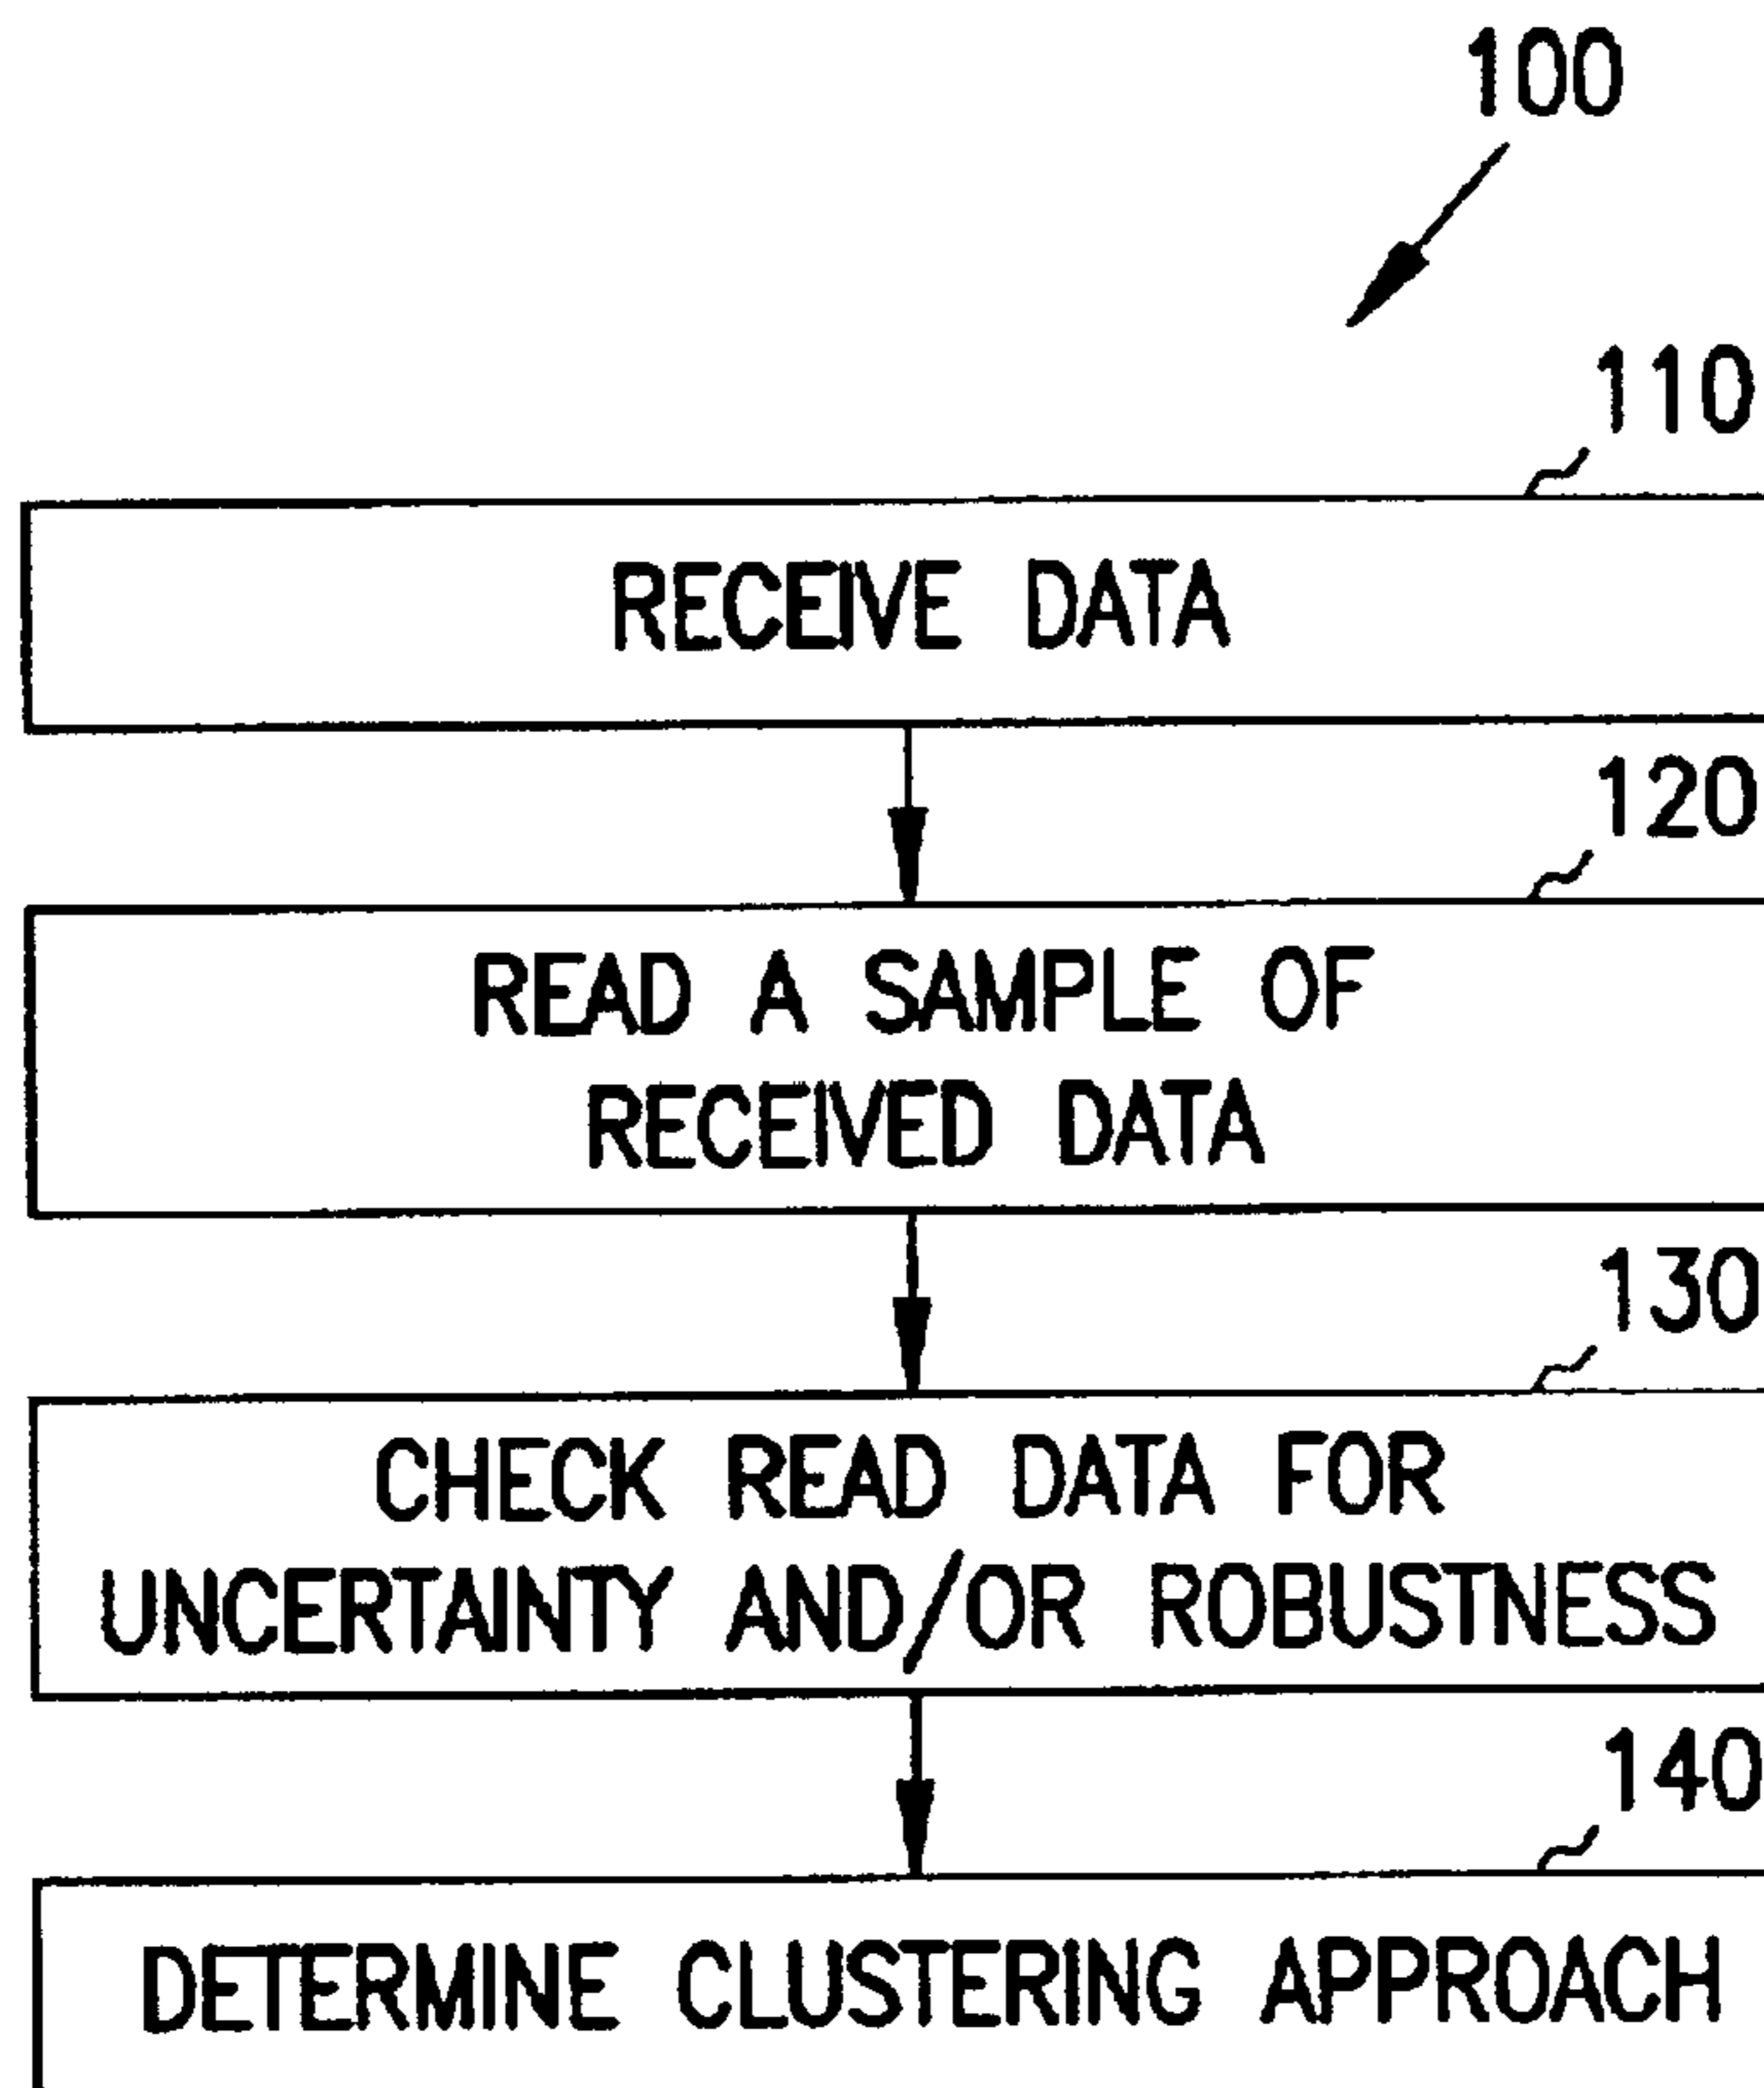 100
110
RECEIVE DATA
120
READ A SAMPLE OF
RECEIVED DATA
130
CHECK READ DATA FOR
UNCERTAINTY AND/OR ROBUSTNESS
140
DETERMINE CLUSTERING APPROACH